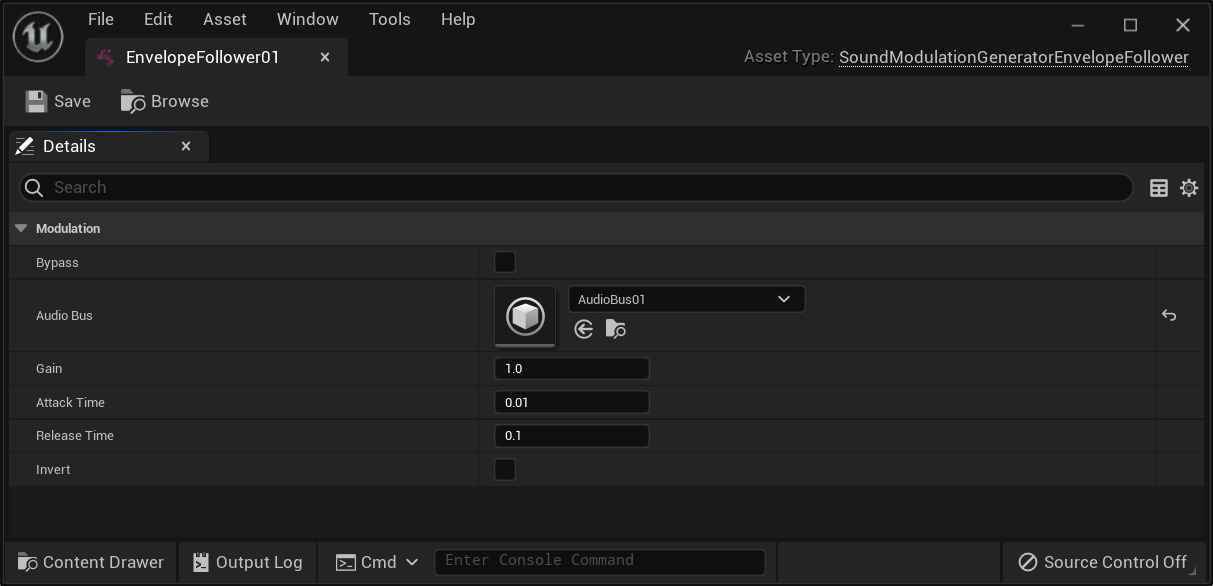 File Edit Asset Window Tools Help
EnvelopeFollower01
Asset Type: SoundModulationGeneratorEnvelopeFollower
Save Browse
Details
Search
Modulation
Bypass
Audio Bus AudioBus01
Gain 1.0
Attack Time 0.01
Release Time 0.1
Invert
Content Drawer Output Log Cmd Enter Console Command Source Control Off